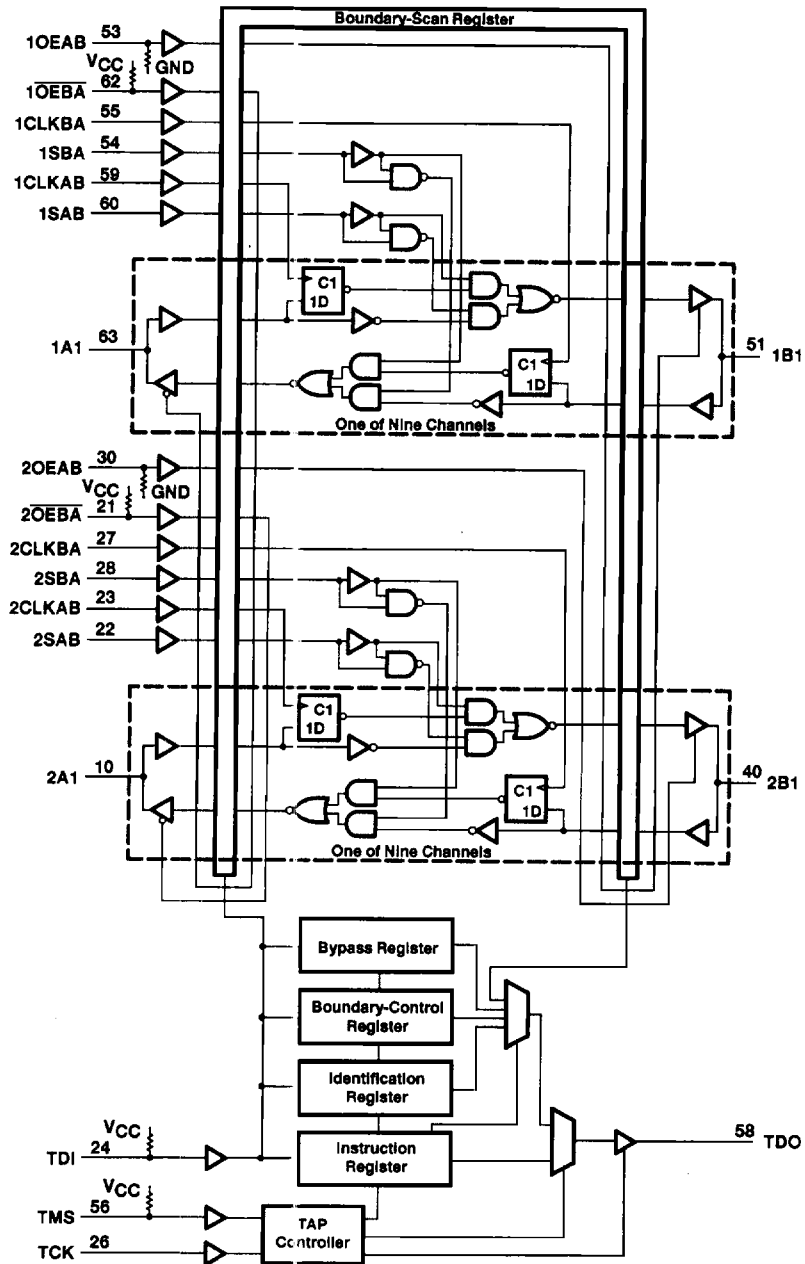 Boundary-Scan Register
1OEAB 53
VCC GND
1OEBA 62
1CLKBA 55
1SBA 54
1CLKAB 59
1SAB 60
C1
1D
1A1 63
51 1B1
C1
1D
One of Nine Channels
2OEAB 30
VCC GND
2OEBA 21
2CLKBA 27
2SBA 28
2CLKAB 23
2SAB 22
C1
1D
2A1 10
40 2B1
C1
1D
One of Nine Channels
Bypass Register
Boundary-Control
Register
Identification
Register
VCC
TDI 24
Instruction
Register
58 TDO
VCC
TMS 56
TAP
Controller
TCK 26